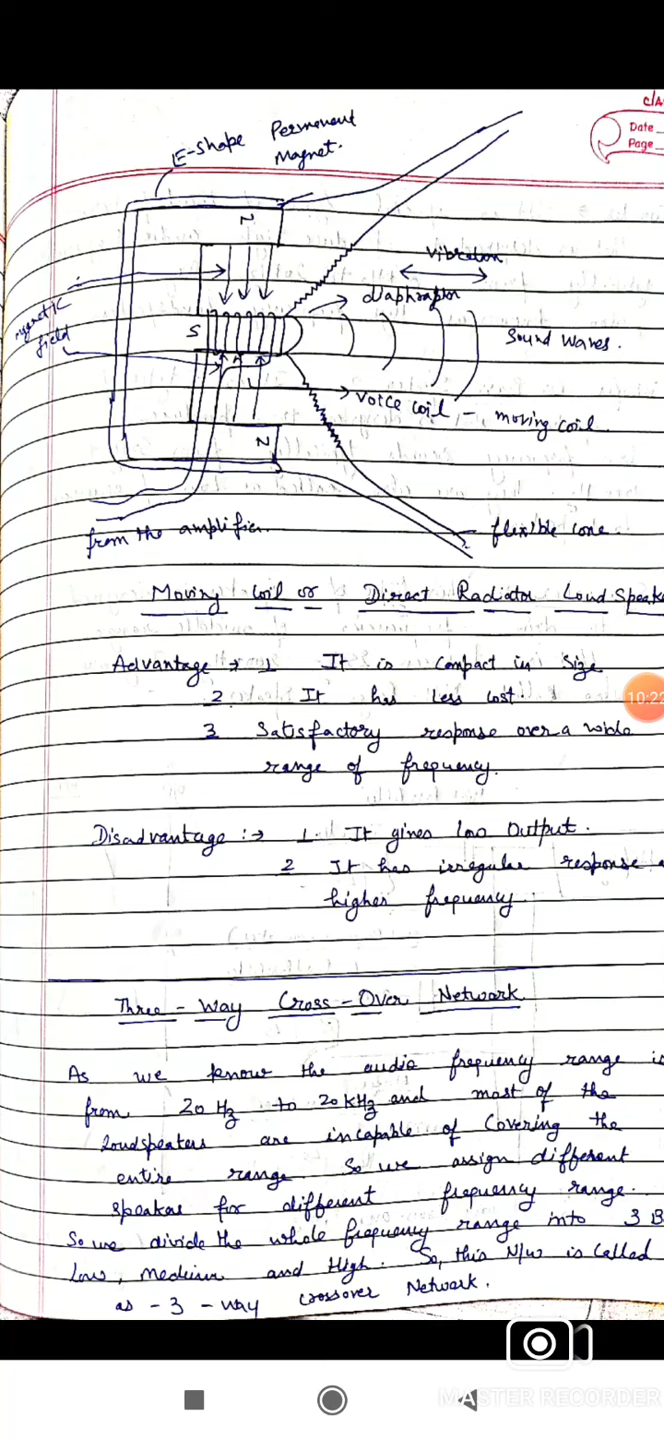 C/A
Date
Page
E-shape Permanent
Magnet.
N
Vibration
diaphragm
magnetic
field
S
Sound Waves.
Voice coil - moving coil
N
from the amplifier.
flexible cone.
Moving Coil or Direct Radiator Loud Speake
Advantage :→ 1 It is Compact in Size
2. It has Less Cost.
10:22
3 Satisfactory response over a wide
range of frequency.
Disadvantage :→ 1 It gives low Output.
2 It has irregular response a
higher frequency
Three - Way Cross - Over Network
As we know the audio frequency range is
from 20 Hz to 20 kHz and most of the
loudspeakers are incapable of Covering the
entire range. So we assign different
speaker for different frequency range.
So we divide the whole frequency range into 3 B
Low, Medium and High. So, this N/w is Called
as - 3 - way Crossover Network.
MASTER RECORDER